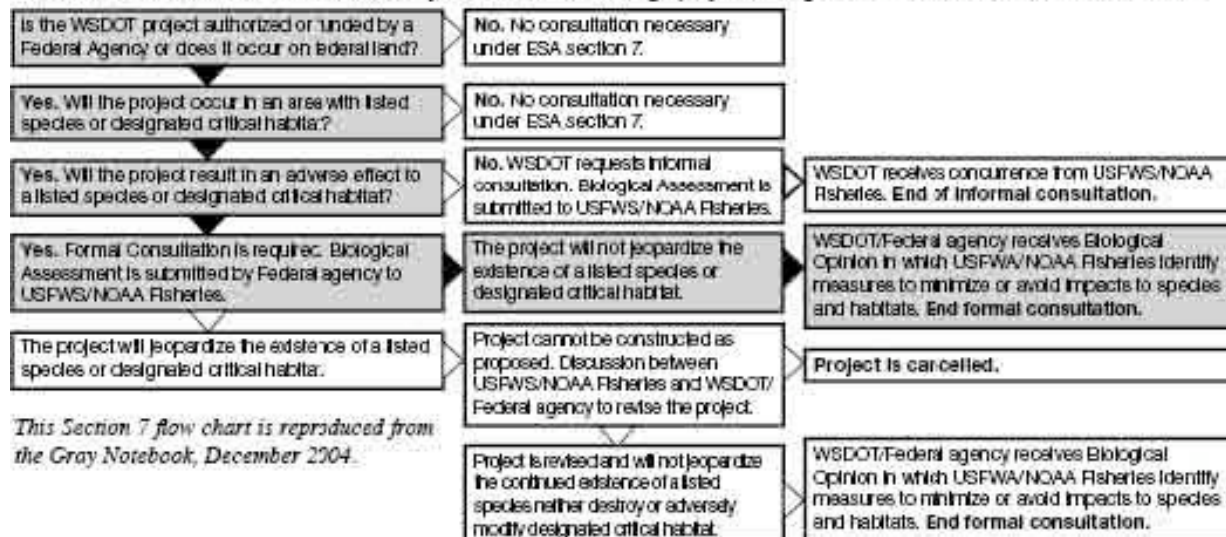 Is the WSDOT project authorized or funded by a
Federal Agency or does it occur on federal land?
No. No consultation necessary
under ESA section 7.
Yes. Will the project occur in an area with listed
species or designated critical habitat?
No. No consultation necessary
under ESA section 7.
Yes. Will the project result in an adverse effect to
a listed species or designated critical habitat?
No. WSDOT requests informal
consultation. Biological Assessment is
submitted to USFWS/NOAA Fisheries.
WSDOT receives concurrence from USFWS/NOAA
Fisheries. End of informal consultation.
Yes. Formal Consultation is required. Biological
Assessment is submitted by Federal agency to
USFWS/NOAA Fisheries.
The project will not jeopardize the
existence of a listed species or
designated critical habitat.
WSDOT/Federal agency receives Biological
Opinion in which USFWA/NOAA Fisheries identify
measures to minimize or avoid impacts to species
and habitats. End formal consultation.
The project will jeopardize the existence of a listed
species or designated critical habitat.
Project cannot be constructed as
proposed. Discussion between
USFWS/NOAA Fisheries and WSDOT/
Federal agency to revise the project.
Project is cancelled.
This Section 7 flow chart is reproduced from
the Gray Notebook, December 2004.
Project is revised and will not jeopardize
the continued existence of a listed
species neither destroy or adversely
modify designated critical habitat.
WSDOT/Federal agency receives Biological
Opinion in which USFWA/NOAA Fisheries identify
measures to minimize or avoid impacts to species
and habitats. End formal consultation.